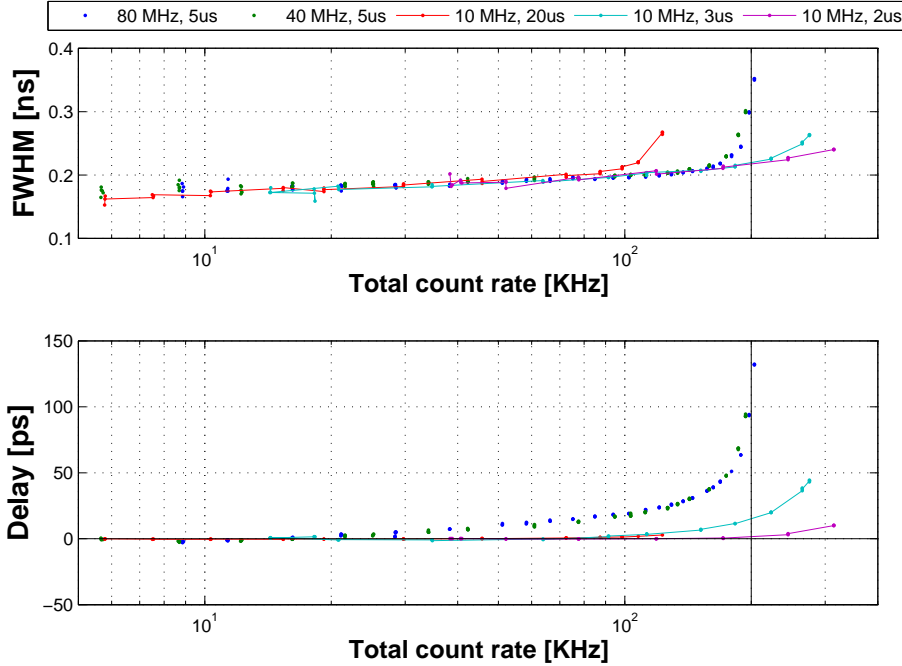 80 MHz, 5us 40 MHz, 5us 10 MHz, 20us 10 MHz, 3us 10 MHz, 2us
0.4
0.3
0.2
0.1
FWHM [ns]
10^1 10^2
Total count rate [KHz]
150
100
50
0
−50
Delay [ps]
10^1 10^2
Total count rate [KHz]